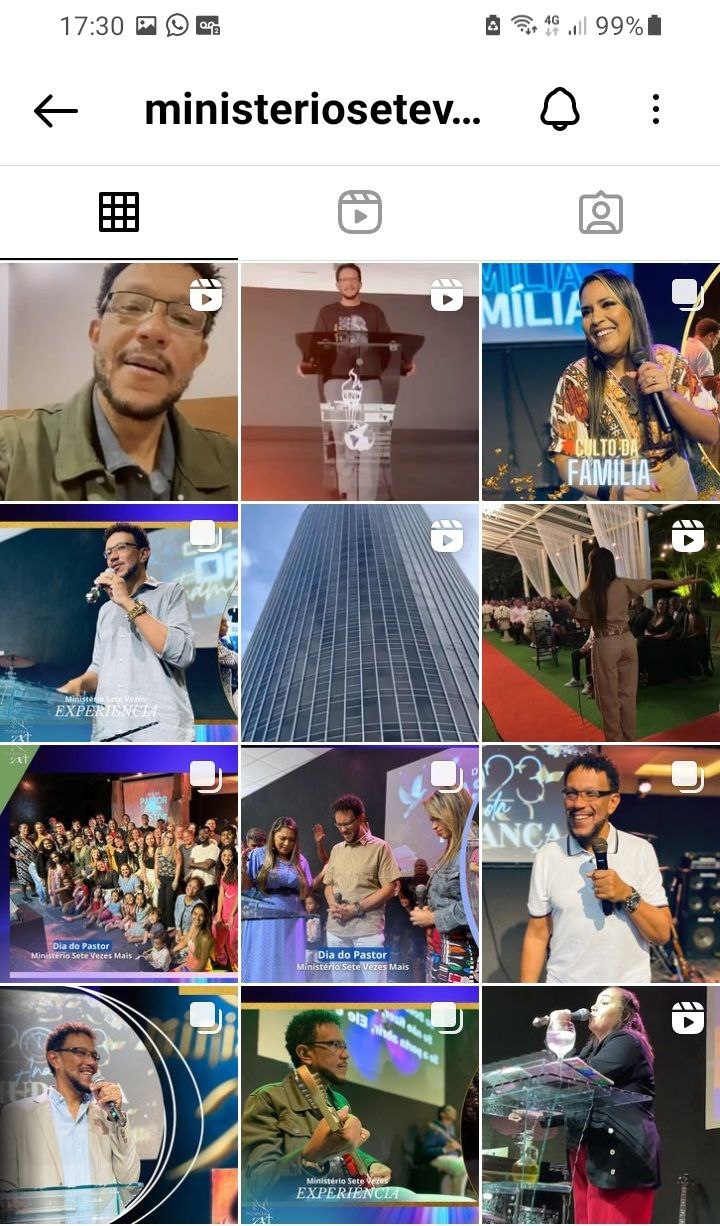 17:30
4G
99%
ministeriosetev...
MÍLIA
CULTO DA
FAMÍLIA
Ministério Sete Vezes
EXPERIÊNCIA
PASTOR
Dia do Pastor
Ministério Sete Vezes Mais
Dia do Pastor
Ministério Sete Vezes Mais
ANÇA
Ministério Sete Vezes
EXPERIÊNCIA